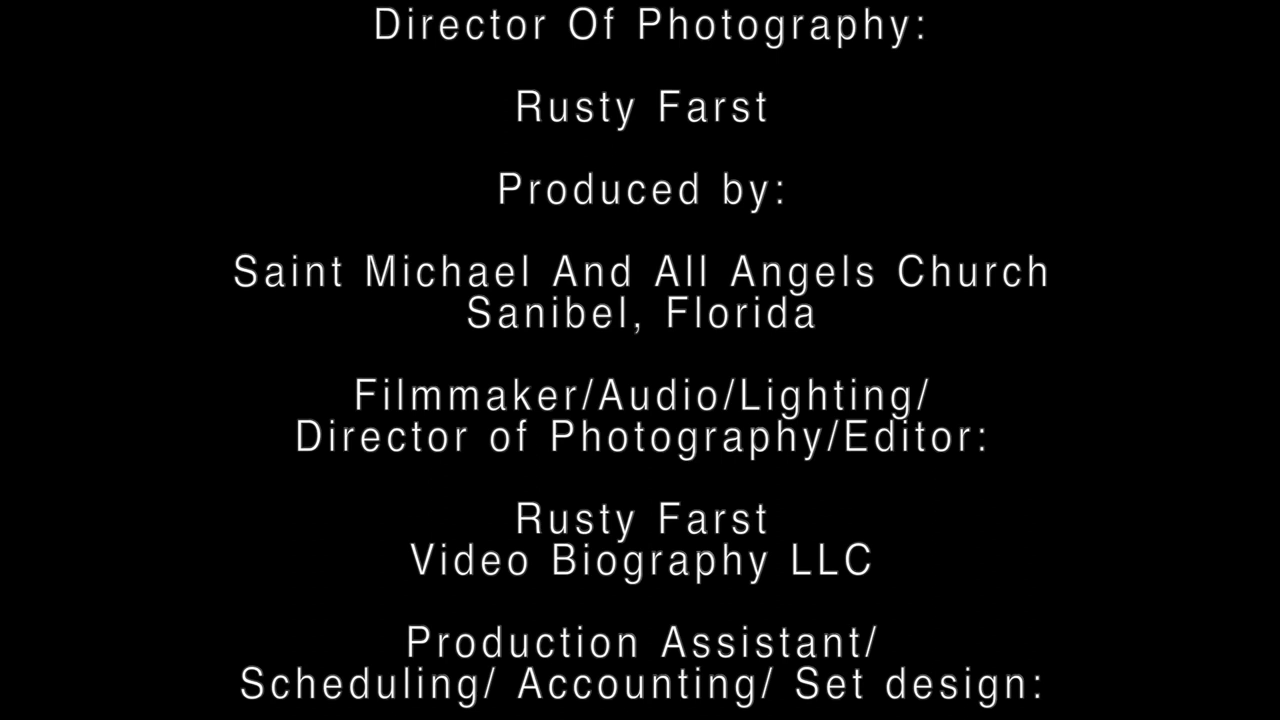 Director Of Photography:
Rusty Farst
Produced by:
Saint Michael And All Angels Church
Sanibel, Florida
Filmmaker/Audio/Lighting/
Director of Photography/Editor:
Rusty Farst
Video Biography LLC
Production Assistant/
Scheduling/ Accounting/ Set design: